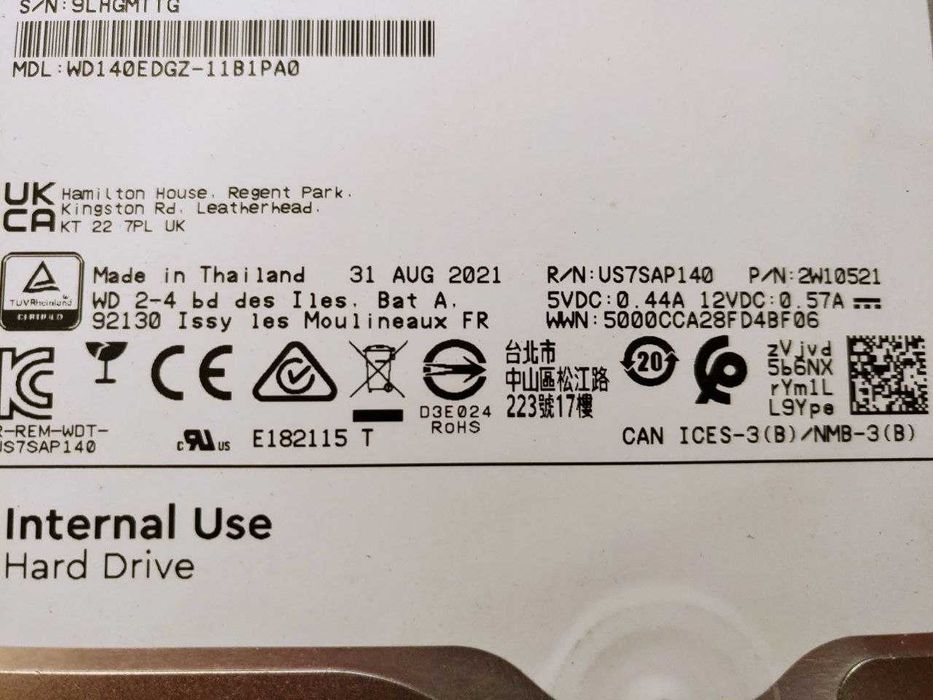 MDL:WD140EDGZ-11B1PA0
UK
CA
Hamilton House, Regent Park,
Kingston Rd, Leatherhead,
KT 22 7PL UK
TÜVRheinland
CERTIFIED
Made in Thailand 31 AUG 2021 R/N:US7SAP140 P/N:2W10521
WD 2-4 bd des Iles, Bat A, 5VDC:0.44A 12VDC:0.57A
92130 Issy les Moulineaux FR WWN:5000CCA28FD4BF06
CE
台北市
中山區松江路
223號17樓
20
zVjvd
5b6NX
rYm1L
L9Ype
D3E024
RoHS
R-REM-WDT-
US7SAP140
c RU us E182115 T
CAN ICES-3(B)/NMB-3(B)
Internal Use
Hard Drive